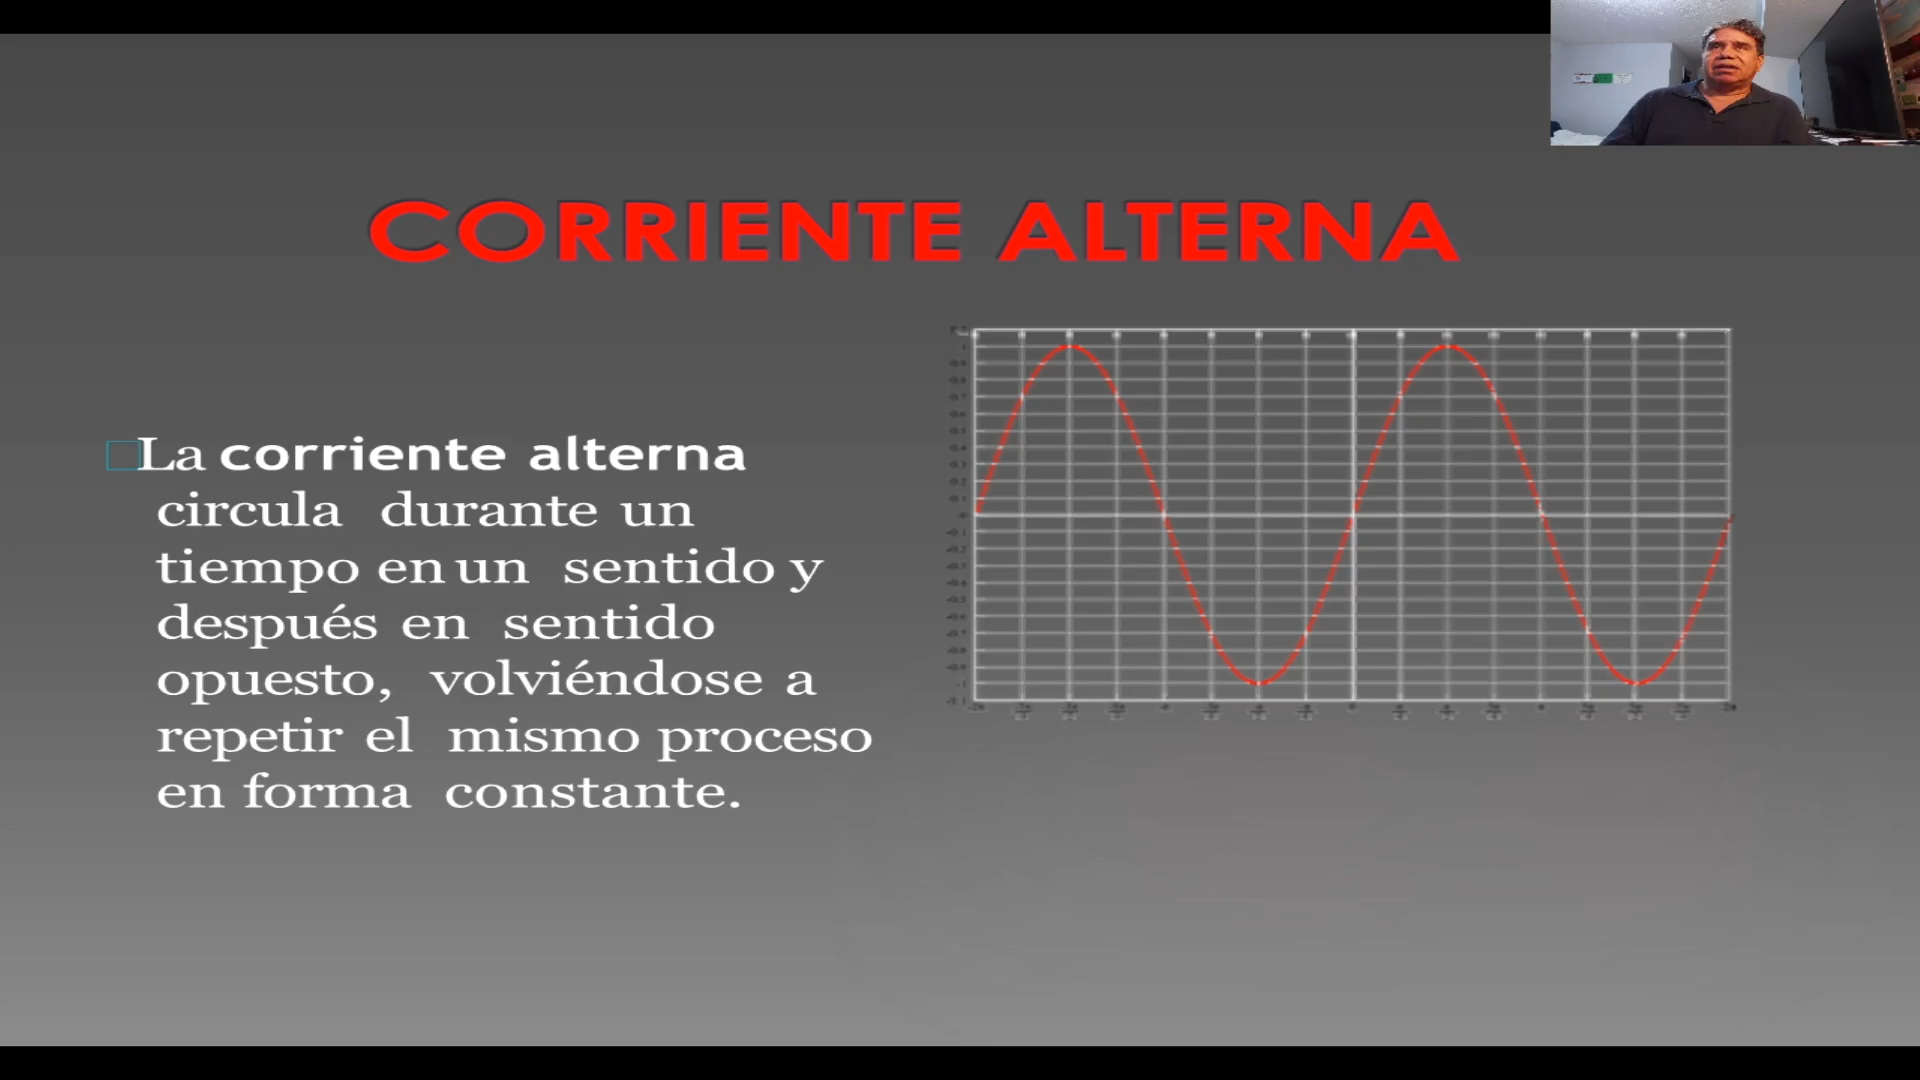 CORRIENTE ALTERNA
La corriente alterna
circula durante un
tiempo en un sentido y
después en sentido
opuesto, volviéndose a
repetir el mismo proceso
en forma constante.